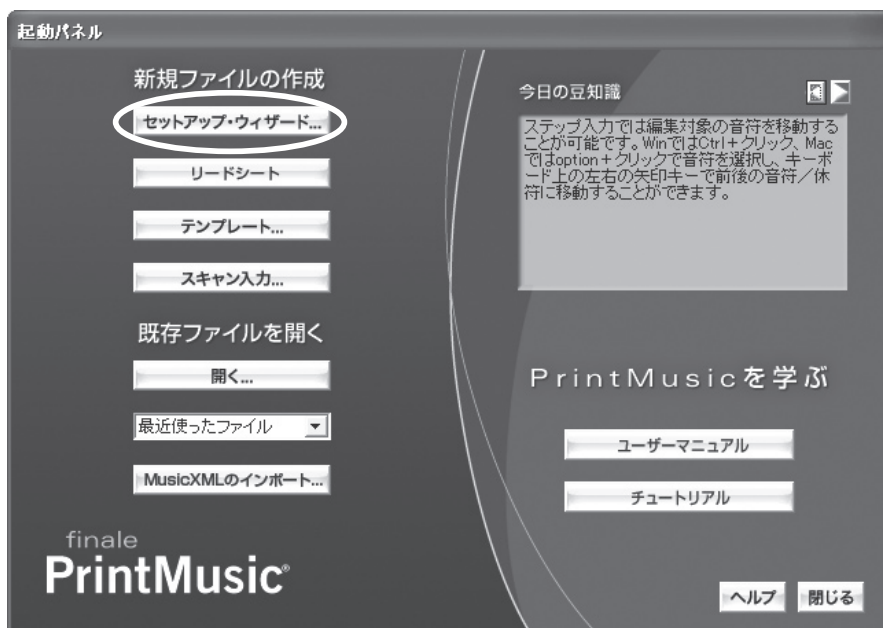 起動パネル
新規ファイルの作成
セットアップ・ウィザード...
リードシート
テンプレート...
スキャン入力...
既存ファイルを開く
開く...
最近使ったファイル
MusicXMLのインポート...
finale
PrintMusic®
今日の豆知識
ステップ入力では編集対象の音符を移動する
ことが可能です。WinではCtrl+クリック、Mac
ではoption+クリックで音符を選択し、キーボ
ード上の左右の矢印キーで前後の音符/休
符に移動することができます。
PrintMusicを学ぶ
ユーザーマニュアル
チュートリアル
ヘルプ
閉じる